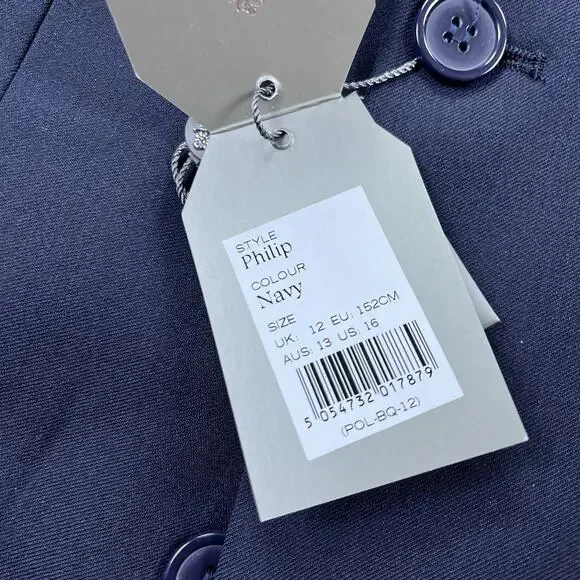 STYLE
Philip
COLOUR
Navy
SIZE
UK: 12 EU: 152CM
AUS: 13 US: 16
5 054732 017879
(POL-BQ-12)